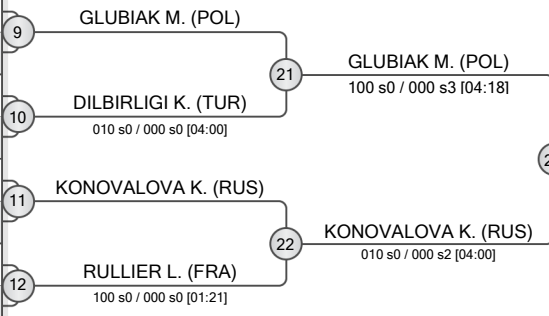 GLUBIAK M. (POL)
9
21
GLUBIAK M. (POL)
100 s0 / 000 s3 [04:18]
DILBIRLIGI K. (TUR)
10
010 s0 / 000 s0 [04:00]
KONOVALOVA K. (RUS)
11
22
KONOVALOVA K. (RUS)
010 s0 / 000 s2 [04:00]
RULLIER L. (FRA)
12
100 s0 / 000 s0 [01:21]